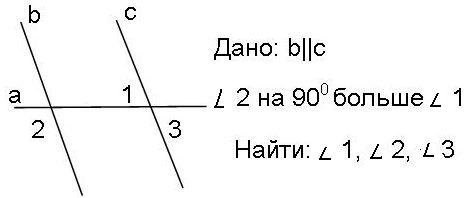 b c
Дано: b||c
a 1 ∠ 2 на 90⁰ больше ∠ 1
2 3
Найти: ∠ 1, ∠ 2, ∠ 3